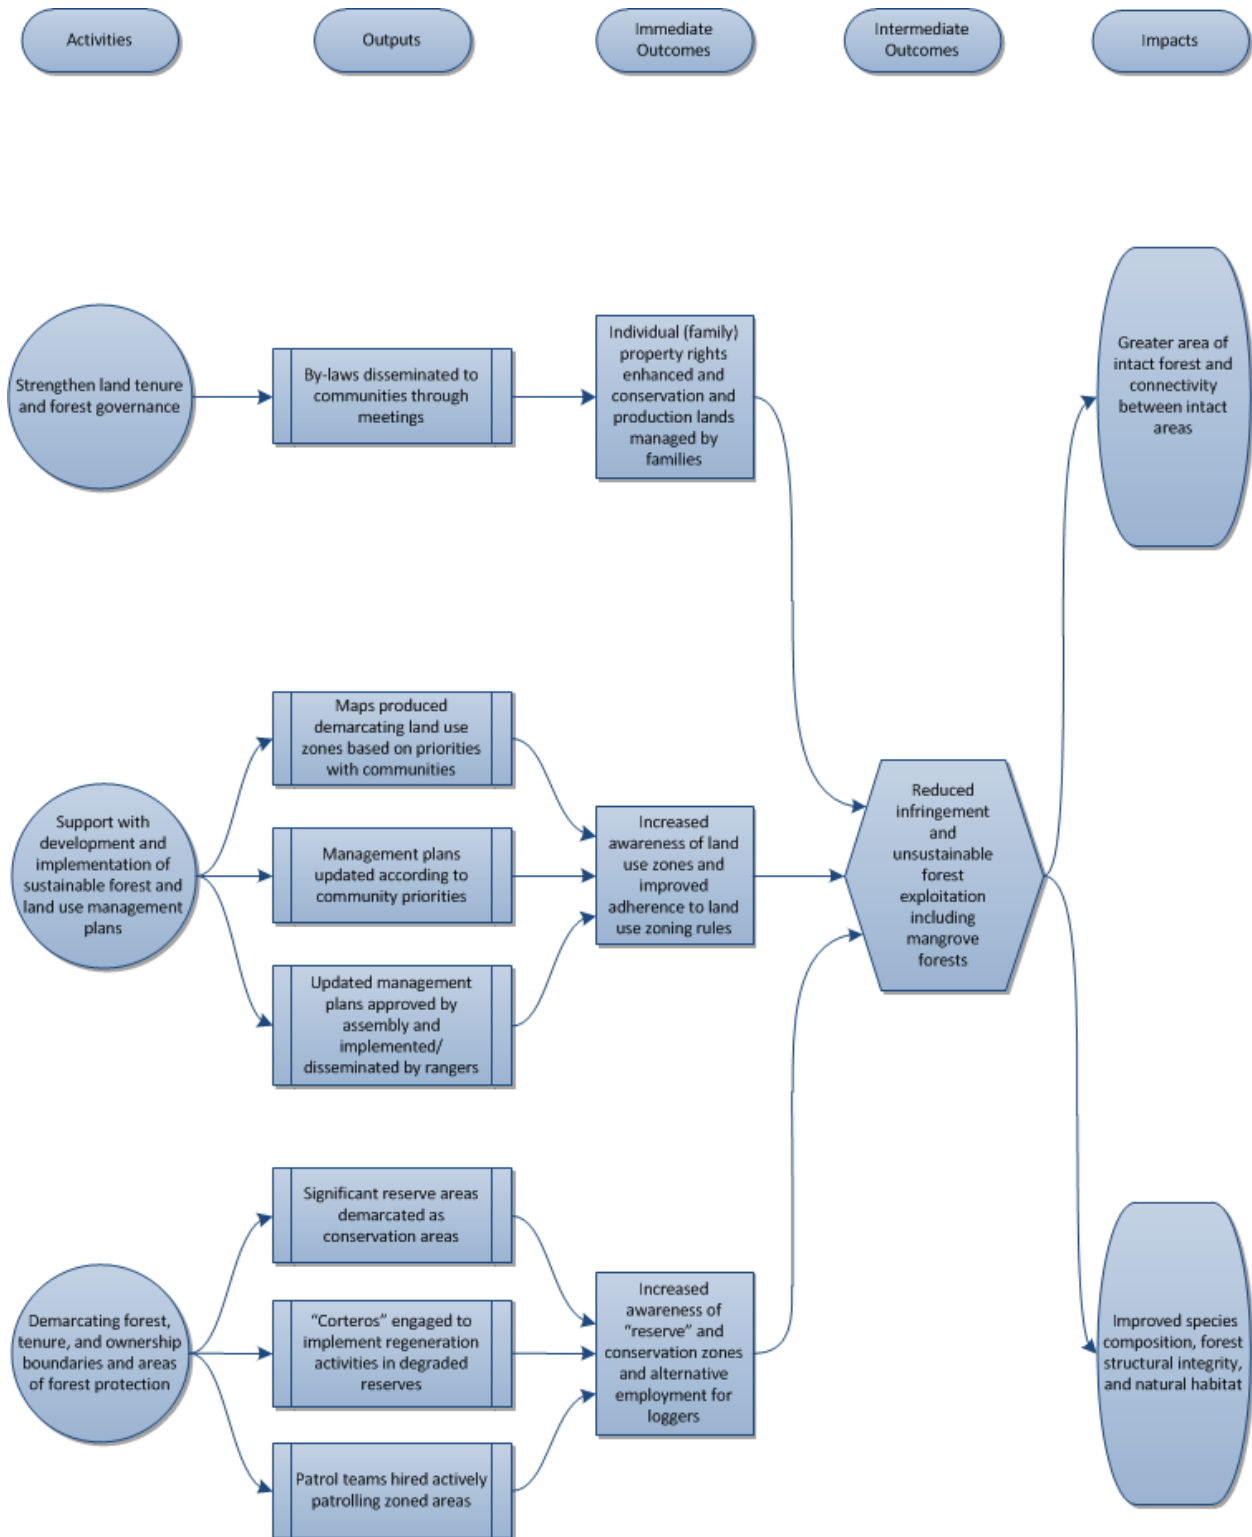 Activities
Outputs
Immediate
Outcomes
Intermediate
Outcomes
Impacts
Strengthen land tenure
and forest governance
By-laws disseminated to
communities through
meetings
Individual (family)
property rights
enhanced and
conservation and
production lands
managed by
families
Greater area of
intact forest and
connectivity
between intact
areas
Support with
development and
implementation of
sustainable forest and
land use management
plans
Maps produced
demarcating land use
zones based on priorities
with communities
Management plans
updated according to
community priorities
Updated management
plans approved by
assembly and
implemented/
disseminated by rangers
Increased
awareness of land
use zones and
improved
adherence to land
use zoning rules
Reduced
infringement
and
unsustainable
forest
exploitation
including
mangrove
forests
Demarcating forest,
tenure, and ownership
boundaries and areas
of forest protection
Significant reserve areas
demarcated as
conservation areas
“Corteros” engaged to
implement regeneration
activities in degraded
reserves
Patrol teams hired actively
patrolling zoned areas
Increased
awareness of
“reserve” and
conservation zones
and alternative
employment for
loggers
Improved species
composition, forest
structural integrity,
and natural habitat